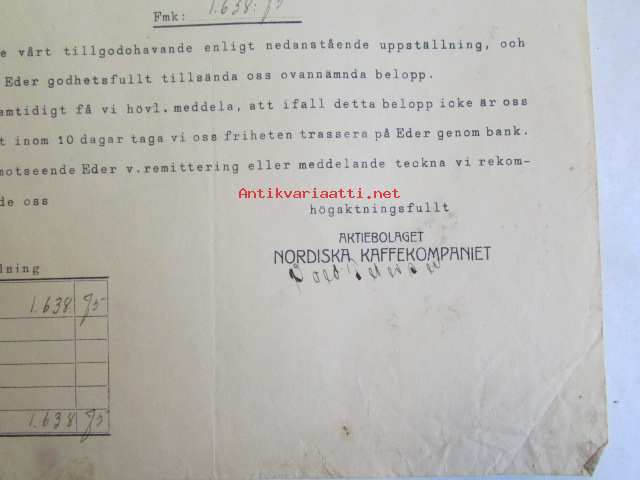 Fmk: 1.638: 75
e vårt tillgodohavande enligt nedanstående uppställning, och
Eder godhetsfullt tillsända oss ovannämnda belopp.
amtidigt få vi hövl. meddela, att ifall detta belopp icke är oss
t inom 10 dagar taga vi oss friheten trassera på Eder genom bank.
motseende Eder v.remittering eller meddelande teckna vi rekom-
de oss
Antikvariaatti.net
högaktningsfullt
AKTIEBOLAGET
NORDISKA KAFFEKOMPANIET
lning
1.638 75
1.638 75